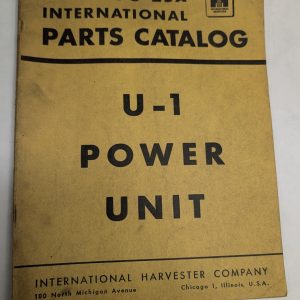 INTERNATIONAL
PARTS CATALOG
U-1
POWER
UNIT
INTERNATIONAL HARVESTER COMPANY
180 North Michigan Avenue Chicago 1, Illinois, U.S.A.